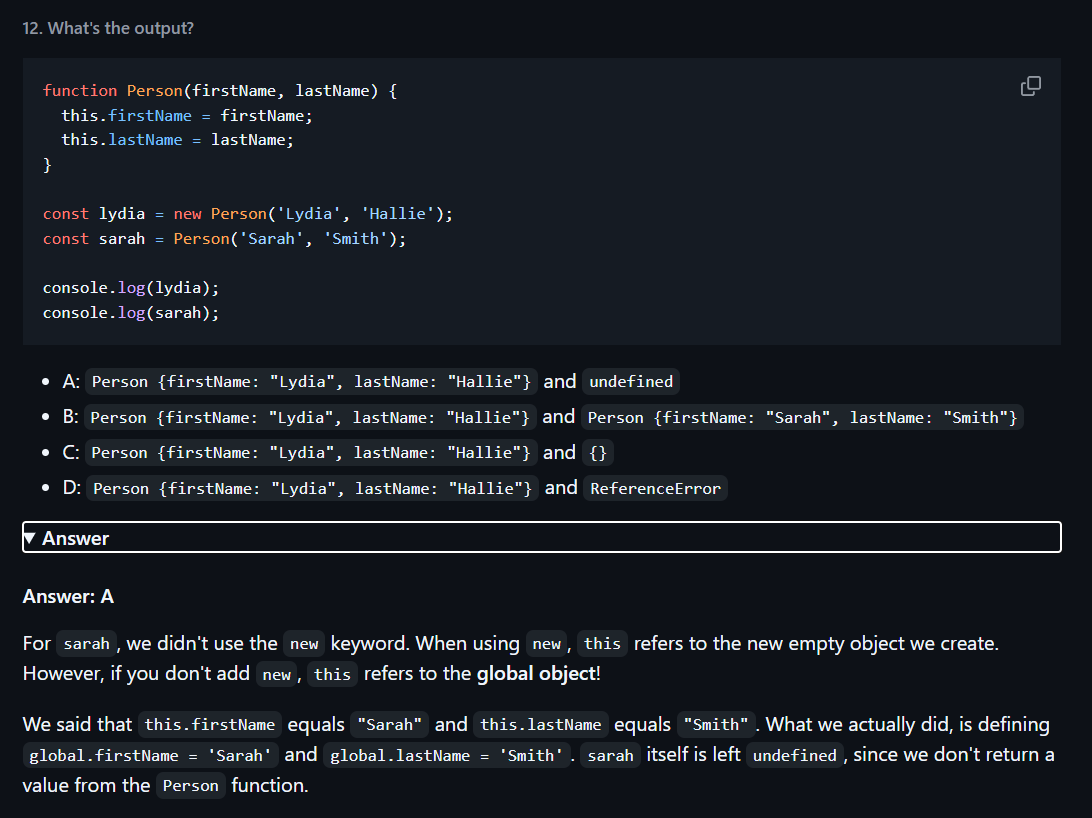 12. What's the output?
function Person(firstName, lastName) {
  this.firstName = firstName;
  this.lastName = lastName;
}
const lydia = new Person('Lydia', 'Hallie');
const sarah = Person('Sarah', 'Smith');
console.log(lydia);
console.log(sarah);
• A: Person {firstName: "Lydia", lastName: "Hallie"} and undefined
• B: Person {firstName: "Lydia", lastName: "Hallie"} and Person {firstName: "Sarah", lastName: "Smith"}
• C: Person {firstName: "Lydia", lastName: "Hallie"} and {}
• D: Person {firstName: "Lydia", lastName: "Hallie"} and ReferenceError
▼ Answer
Answer: A
For sarah, we didn't use the new keyword. When using new, this refers to the new empty object we create.
However, if you don't add new, this refers to the global object!
We said that this.firstName equals "Sarah" and this.lastName equals "Smith". What we actually did, is defining
global.firstName = 'Sarah' and global.lastName = 'Smith'. sarah itself is left undefined, since we don't return a
value from the Person function.